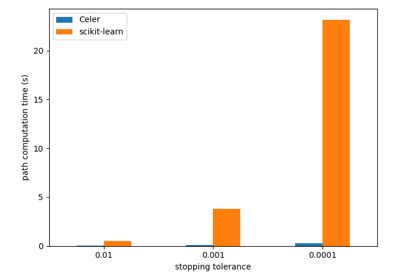 Celer
scikit-learn
path computation time (s)
20
15
10
5
0
0.01
0.001
0.0001
stopping tolerance